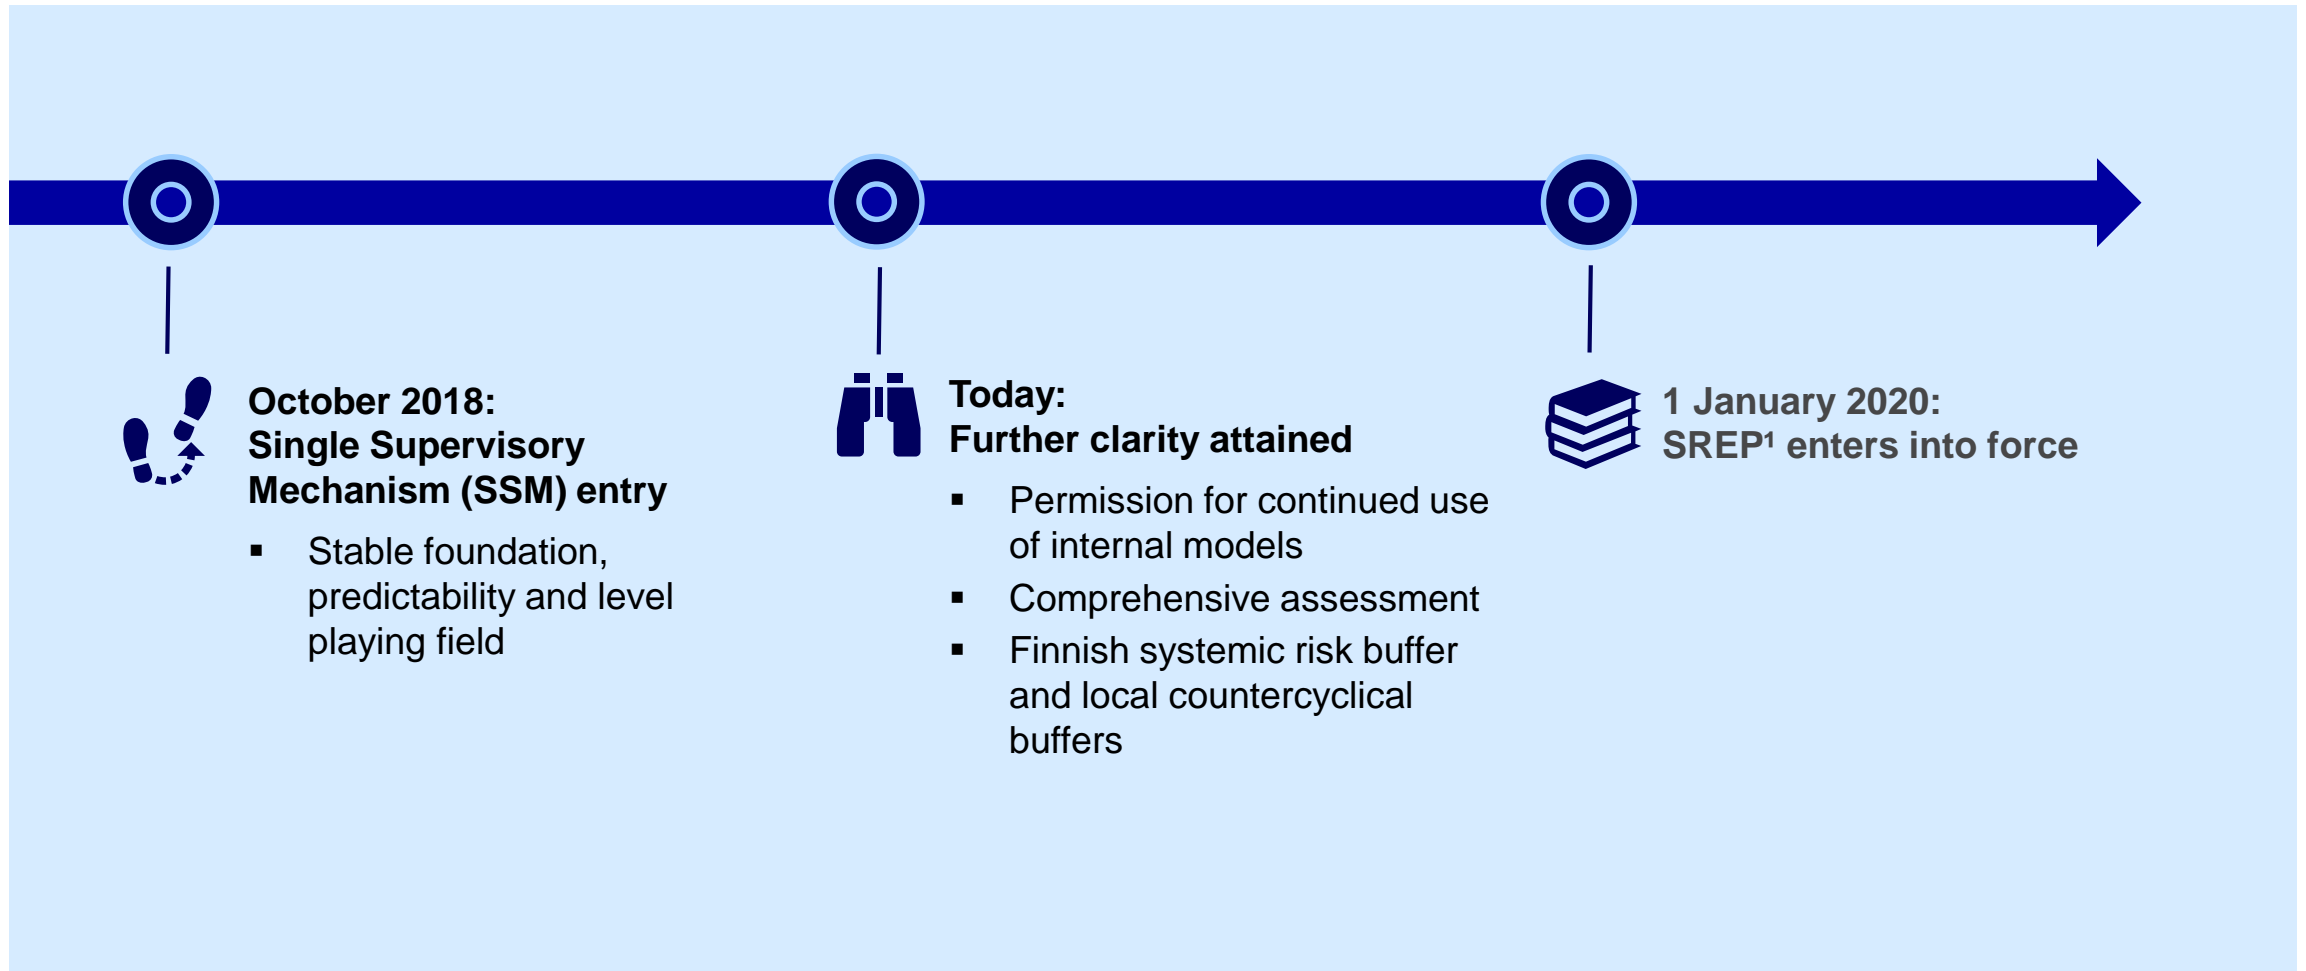 October 2018:
Single Supervisory
Mechanism (SSM) entry
▪ Stable foundation,
predictability and level
playing field
Today:
Further clarity attained
▪ Permission for continued use
of internal models
▪ Comprehensive assessment
▪ Finnish systemic risk buffer
and local countercyclical
buffers
1 January 2020:
SREP¹ enters into force